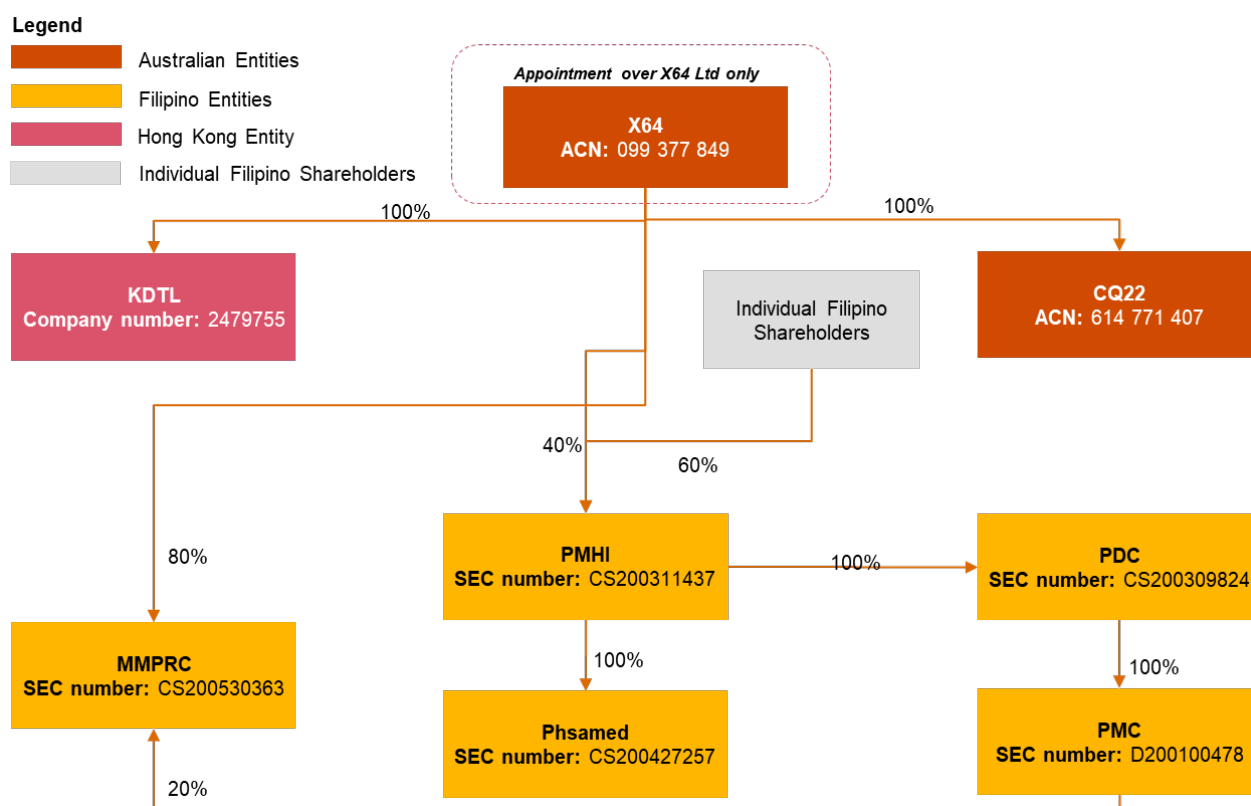 Legend
Australian Entities
Filipino Entities
Hong Kong Entity
Individual Filipino Shareholders
Appointment over X64 Ltd only
X64
ACN: 099 377 849
100%
100%
KDTL
Company number: 2479755
Individual Filipino
Shareholders
CQ22
ACN: 614 771 407
40%
60%
80%
PMHI
SEC number: CS200311437
100%
PDC
SEC number: CS200309824
MMPRC
SEC number: CS200530363
100%
100%
Phsamed
SEC number: CS200427257
PMC
SEC number: D200100478
20%